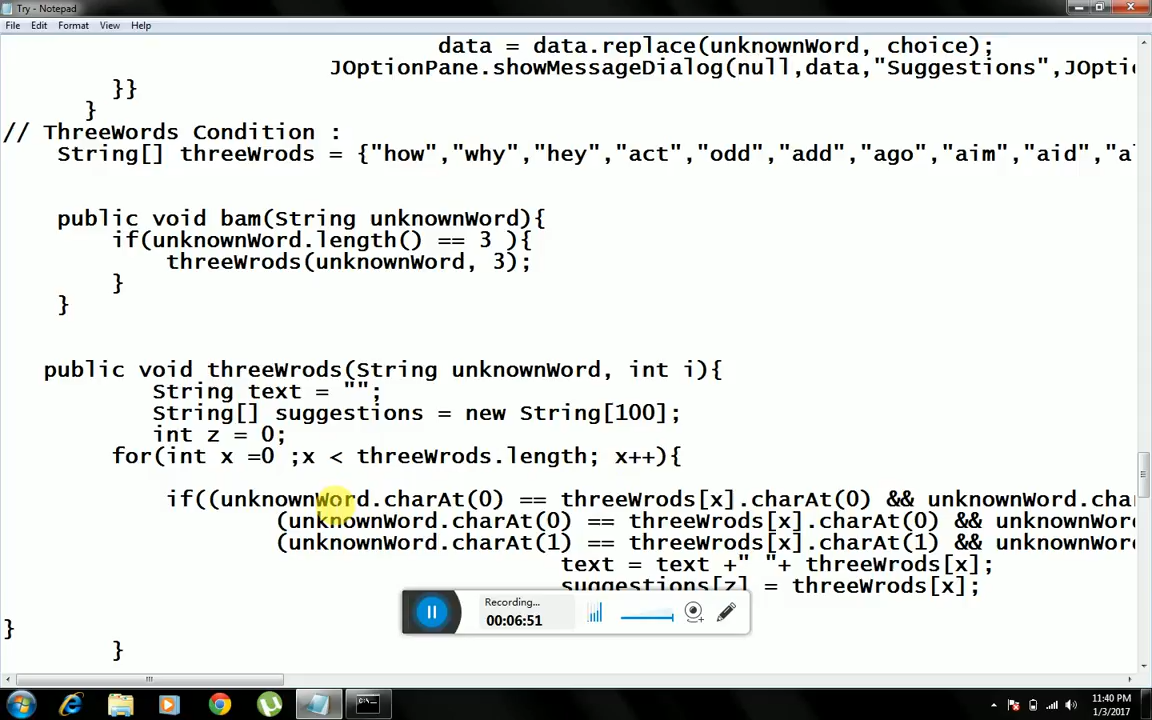 Try - Notepad
File Edit Format View Help
data = data.replace(unknownWord, choice);
JOptionPane.showMessageDialog(null,data,"Suggestions",JOptio
}}
}
// ThreeWords Condition :
String[] threeWrods = {"how","why","hey","act","odd","add","ago","aim","aid","a
public void bam(String unknownWord){
if(unknownWord.length() == 3 ){
threeWrods(unknownWord, 3);
}
}
public void threeWrods(String unknownWord, int i){
String text = "";
String[] suggestions = new String[100];
int z = 0;
for(int x =0 ;x < threeWrods.length; x++){
if((unknownWord.charAt(0) == threeWrods[x].charAt(0) && unknownWord.cha
(unknownWord.charAt(0) == threeWrods[x].charAt(0) && unknownWor
(unknownWord.charAt(1) == threeWrods[x].charAt(1) && unknownWor
text = text +" "+ threeWrods[x];
suggestions[z] = threeWrods[x];
Recording...
00:06:51
}
}
11:40 PM
1/3/2017